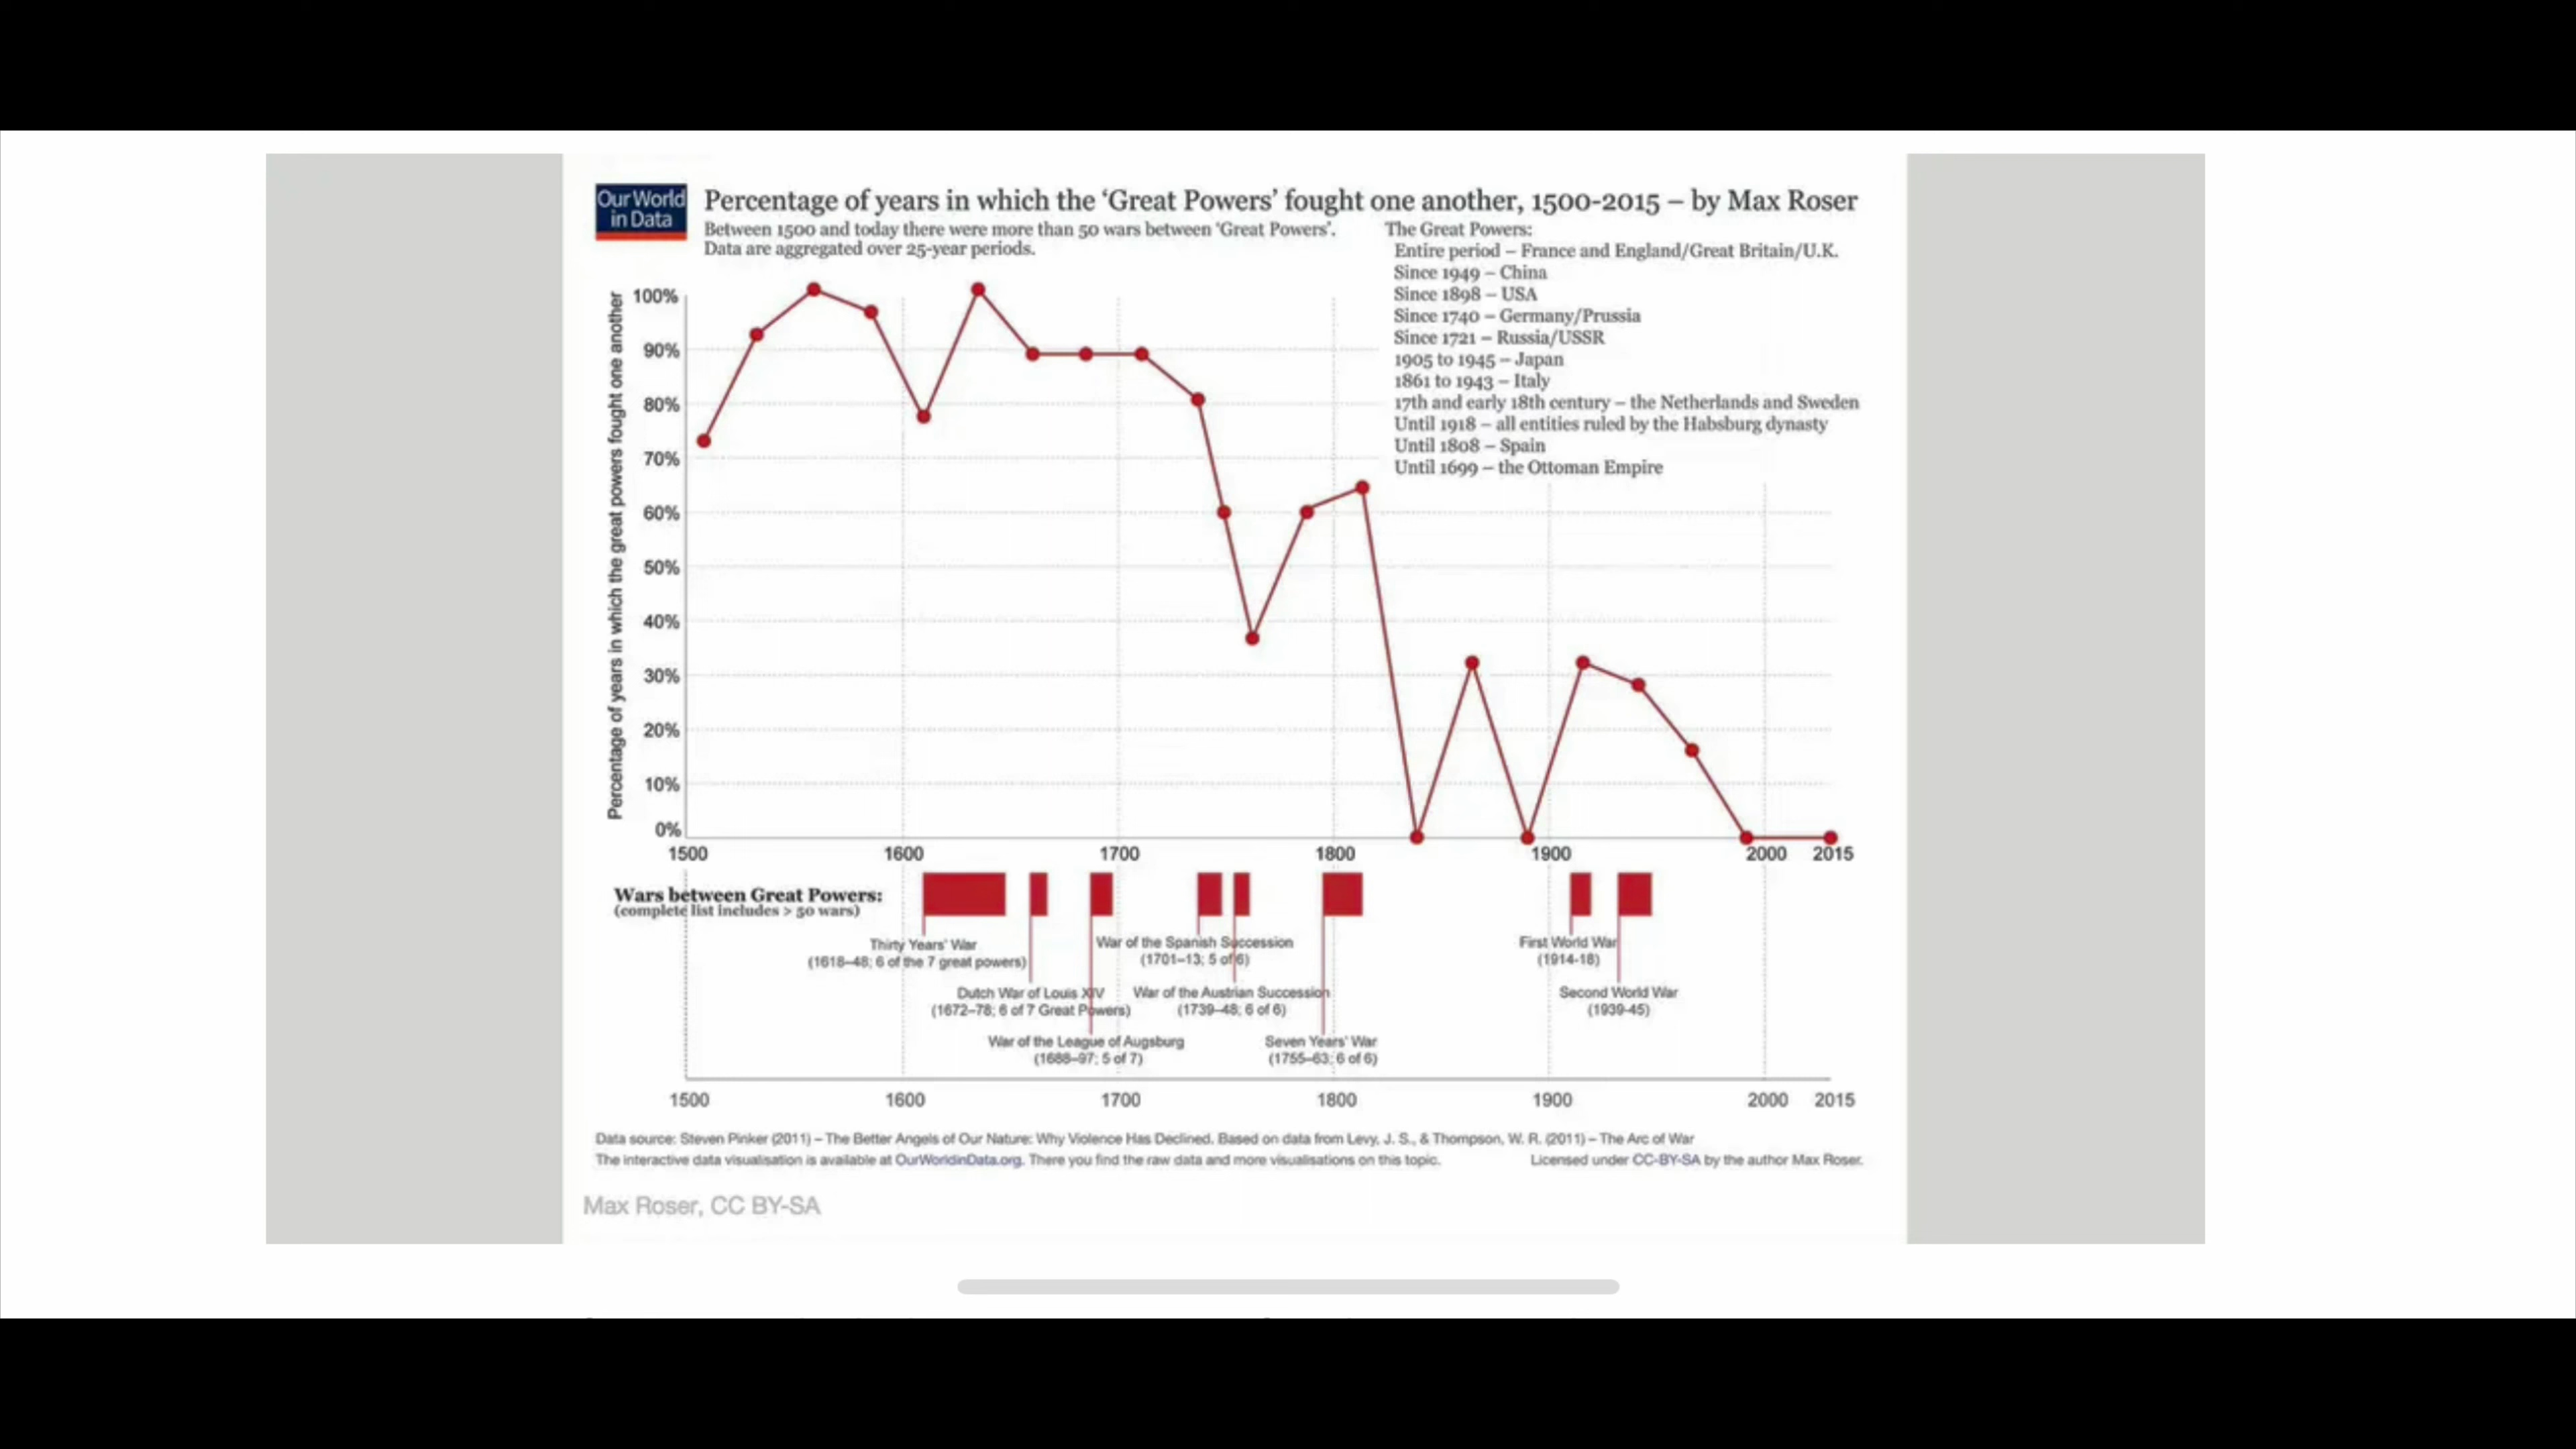 Our World
in Data
Percentage of years in which the ‘Great Powers’ fought one another, 1500-2015 – by Max Roser
Between 1500 and today there were more than 50 wars between ‘Great Powers’.
Data are aggregated over 25-year periods.
The Great Powers:
Entire period – France and England/Great Britain/U.K.
Since 1949 – China
Since 1898 – USA
Since 1740 – Germany/Prussia
Since 1721 – Russia/USSR
1905 to 1945 – Japan
1861 to 1943 – Italy
17th and early 18th century – the Netherlands and Sweden
Until 1918 – all entities ruled by the Habsburg dynasty
Until 1808 – Spain
Until 1699 – the Ottoman Empire
Percentage of years in which the great powers fought one another
100%
90%
80%
70%
60%
50%
40%
30%
20%
10%
0%
1500 1600 1700 1800 1900 2000 2015
Wars between Great Powers:
(complete list includes > 50 wars)
Thirty Years' War
(1618–48; 6 of the 7 great powers)
Dutch War of Louis XIV
(1672–78; 6 of 7 Great Powers)
War of the League of Augsburg
(1688–97; 5 of 7)
War of the Spanish Succession
(1701–13; 5 of 6)
War of the Austrian Succession
(1739–48; 6 of 6)
Seven Years' War
(1755–63; 6 of 6)
First World War
(1914-18)
Second World War
(1939-45)
1500 1600 1700 1800 1900 2000 2015
Data source: Steven Pinker (2011) – The Better Angels of Our Nature: Why Violence Has Declined. Based on data from Levy, J. S., & Thompson, W. R. (2011) – The Arc of War
The interactive data visualisation is available at OurWorldinData.org. There you find the raw data and more visualisations on this topic.
Licensed under CC-BY-SA by the author Max Roser.
Max Roser, CC BY-SA